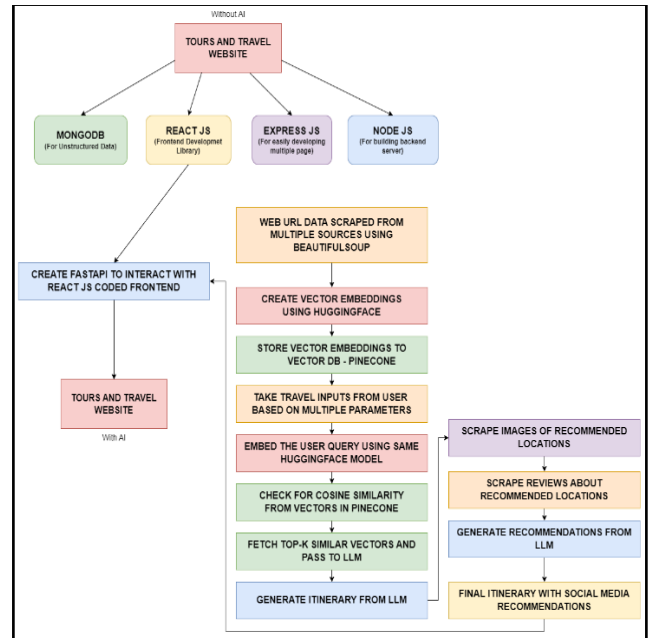 Without AI
TOURS AND TRAVEL
WEBSITE
MONGODB
(For Unstructured Data)
REACT JS
(Frontend Developmet
Library)
EXPRESS JS
(For easily developing
multiple page)
NODE JS
(For building backend
server)
CREATE FASTAPI TO INTERACT WITH
REACT JS CODED FRONTEND
TOURS AND TRAVEL
WEBSITE
With AI
WEB URL DATA SCRAPED FROM
MULTIPLE SOURCES USING
BEAUTIFULSOUP
CREATE VECTOR EMBEDDINGS
USING HUGGINGFACE
STORE VECTOR EMBEDDINGS TO
VECTOR DB - PINECONE
TAKE TRAVEL INPUTS FROM USER
BASED ON MULTIPLE PARAMETERS
EMBED THE USER QUERY USING SAME
HUGGINGFACE MODEL
CHECK FOR COSINE SIMILARITY
FROM VECTORS IN PINECONE
FETCH TOP-K SIMILAR VECTORS AND
PASS TO LLM
GENERATE ITINERARY FROM LLM
SCRAPE IMAGES OF RECOMMENDED
LOCATIONS
SCRAPE REVIEWS ABOUT
RECOMMENDED LOCATIONS
GENERATE RECOMMENDATIONS FROM
LLM
FINAL ITINERARY WITH SOCIAL MEDIA
RECOMMENDATIONS